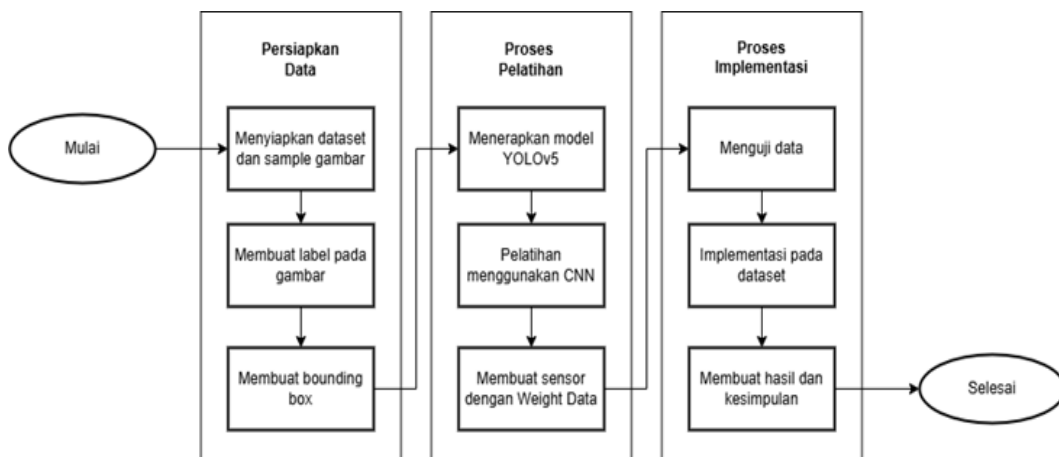 Mulai
Persiapkan
Data
Menyiapkan dataset
dan sample gambar
Membuat label pada
gambar
Membuat bounding
box
Proses
Pelatihan
Menerapkan model
YOLOv5
Pelatihan
menggunakan CNN
Membuat sensor
dengan Weight Data
Proses
Implementasi
Menguji data
Implementasi pada
dataset
Membuat hasil dan
kesimpulan
Selesai